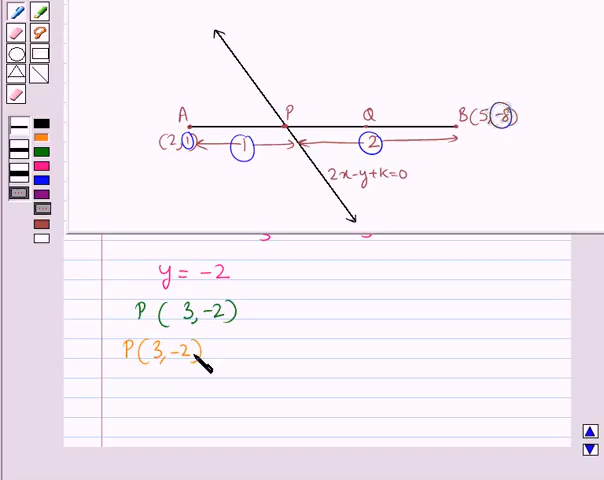 A P Q B(5,-8)
(2,1) 1 2
2x-y+k=0
y = -2
P ( 3,-2)
P(3,-2)